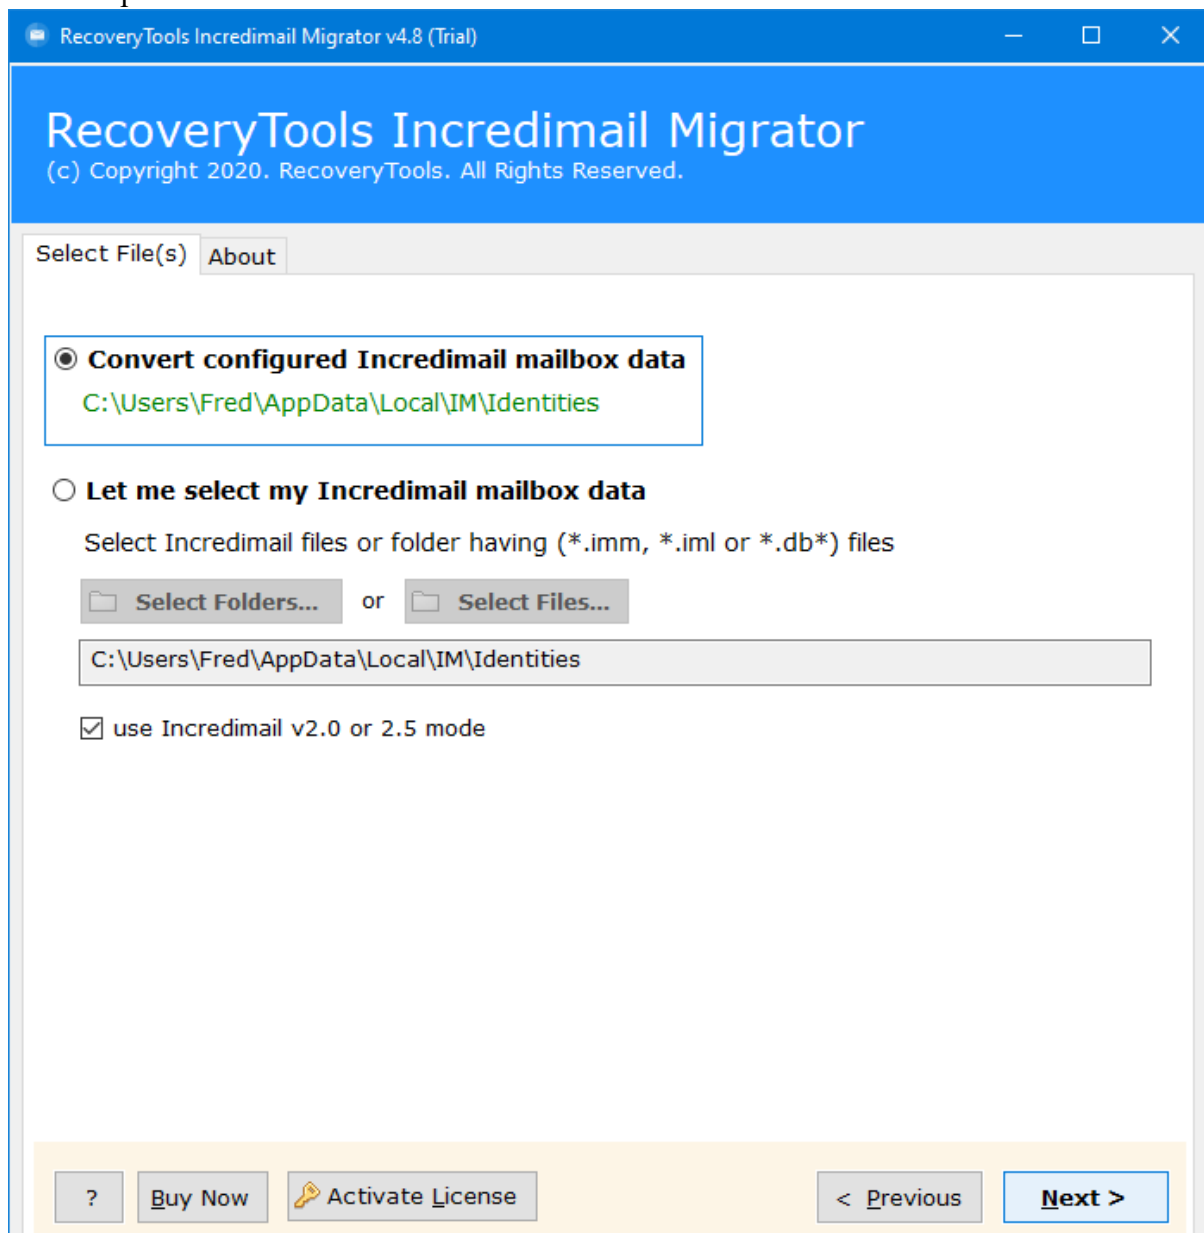 RecoveryTools Incredimail Migrator v4.8 (Trial)
RecoveryTools Incredimail Migrator
(c) Copyright 2020. RecoveryTools. All Rights Reserved.
Select File(s) About
Convert configured Incredimail mailbox data
C:\Users\Fred\AppData\Local\IM\Identities
Let me select my Incredimail mailbox data
Select Incredimail files or folder having (*.imm, *.iml or *.db*) files
Select Folders... or Select Files...
C:\Users\Fred\AppData\Local\IM\Identities
use Incredimail v2.0 or 2.5 mode
? Buy Now Activate License < Previous Next >